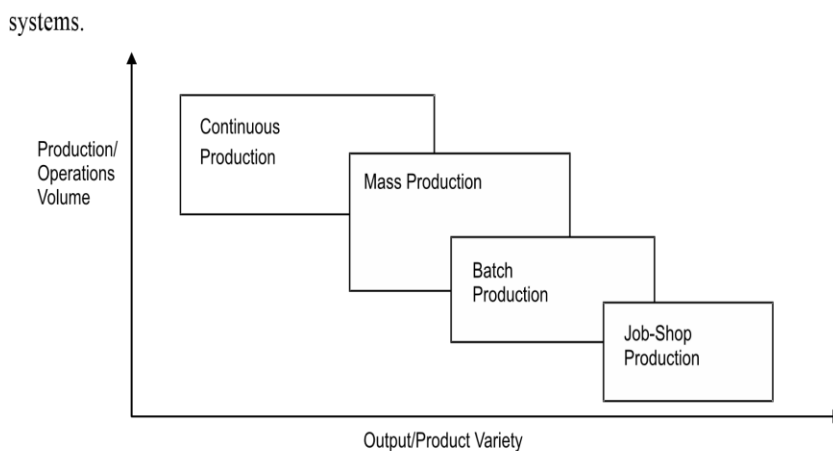 systems.
Continuous
Production
Production/
Operations
Volume
Mass Production
Batch
Production
Job-Shop
Production
Output/Product Variety